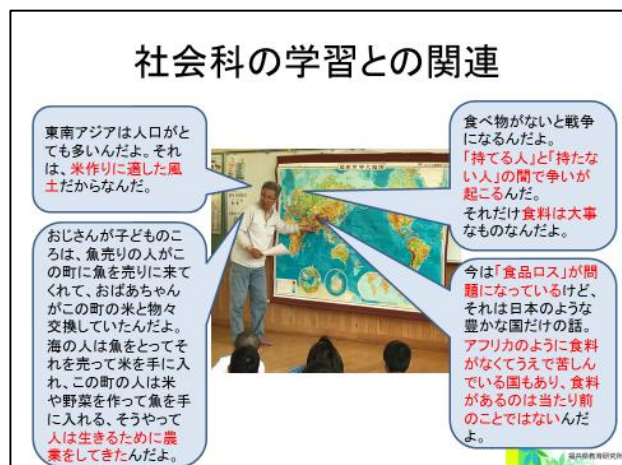 社会科の学習との関連
東南アジアは人口がと
ても多いんだよ。それ
は、米作りに適した風
土だからなんだ。
おじさんが子どものこ
ろは、魚売りの人がこ
の町に魚を売りに来て
くれて、おばあちゃん
がこの町の米と物々
交換していたんだよ。
海の人は魚をとってそ
れを売って米を手に入
れ、この町の人は米
や野菜を作って魚を手
に入れる、そうやって
人は生きるために農
業をしてきたんだよ。
食べ物がないと戦争
になるんだよ。
「持てる人」と「持たな
い人」の間で争いが
起こるんだ。
それだけ食料は大事
なものなんだよ。
今は「食品ロス」が問
題になっているけど、
それは日本のような
豊かな国だけの話。
アフリカのように食料
がなくてうえで苦しん
でいる国もあり、食料
があるのは当たり前
のことではないんだ
よ。
福井県教育研究所